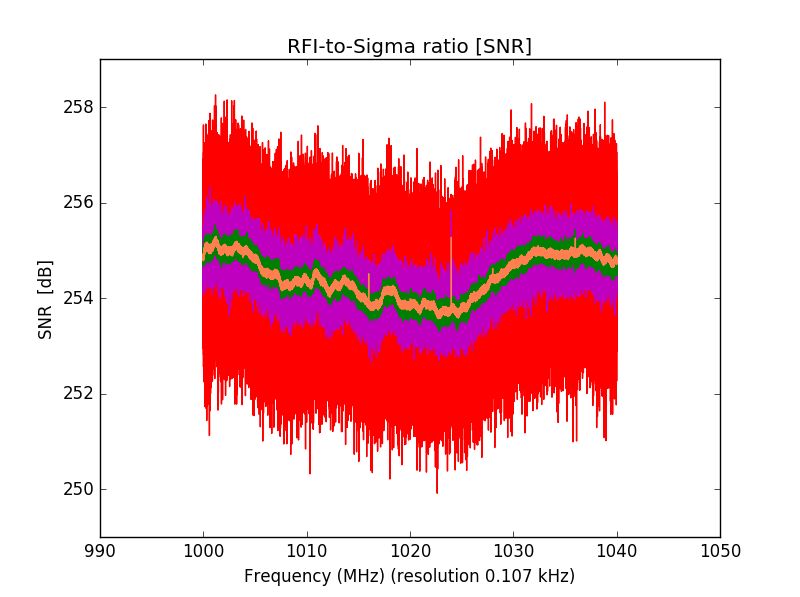 RFI-to-Sigma ratio [SNR]
258
256
254
252
250
SNR [dB]
990 1000 1010 1020 1030 1040 1050
Frequency (MHz) (resolution 0.107 kHz)